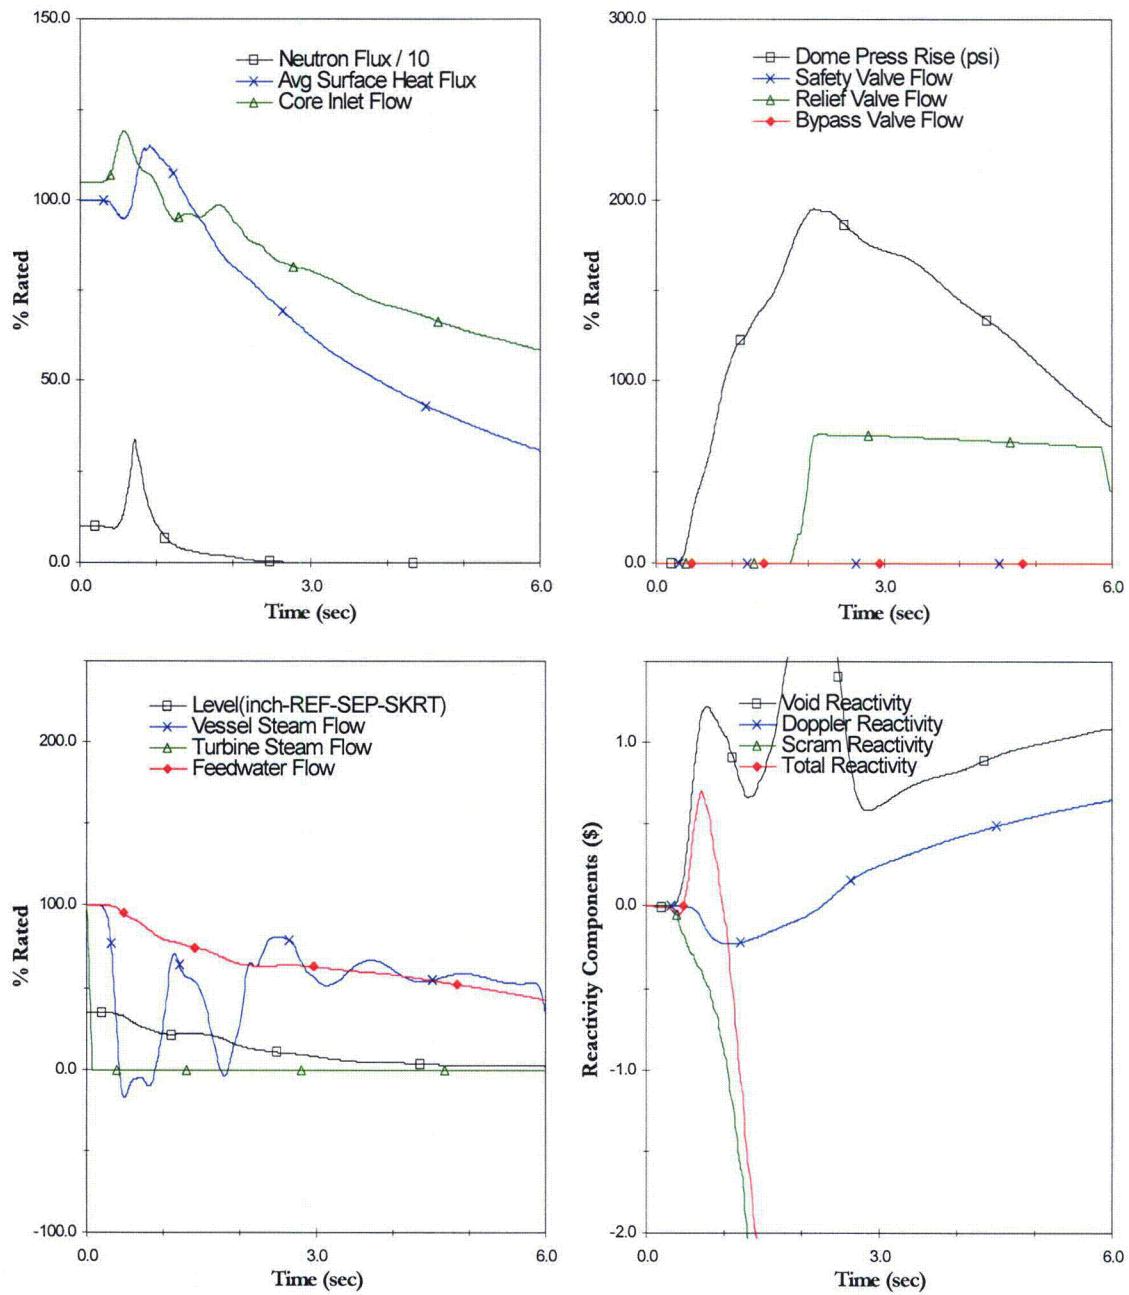 150.0
Neutron Flux / 10
Avg Surface Heat Flux
Core Inlet Flow
100.0
% Rated
50.0
0.0
0.0
3.0
6.0
Time (sec)
300.0
Dome Press Rise (psi)
Safety Valve Flow
Relief Valve Flow
Bypass Valve Flow
200.0
% Rated
100.0
0.0
0.0
3.0
6.0
Time (sec)
Level(inch-REF-SEP-SKRT)
Vessel Steam Flow
Turbine Steam Flow
Feedwater Flow
200.0
100.0
% Rated
0.0
-100.0
0.0
3.0
6.0
Time (sec)
Void Reactivity
Doppler Reactivity
Scram Reactivity
Total Reactivity
1.0
0.0
Reactivity Components ($)
-1.0
-2.0
0.0
3.0
6.0
Time (sec)